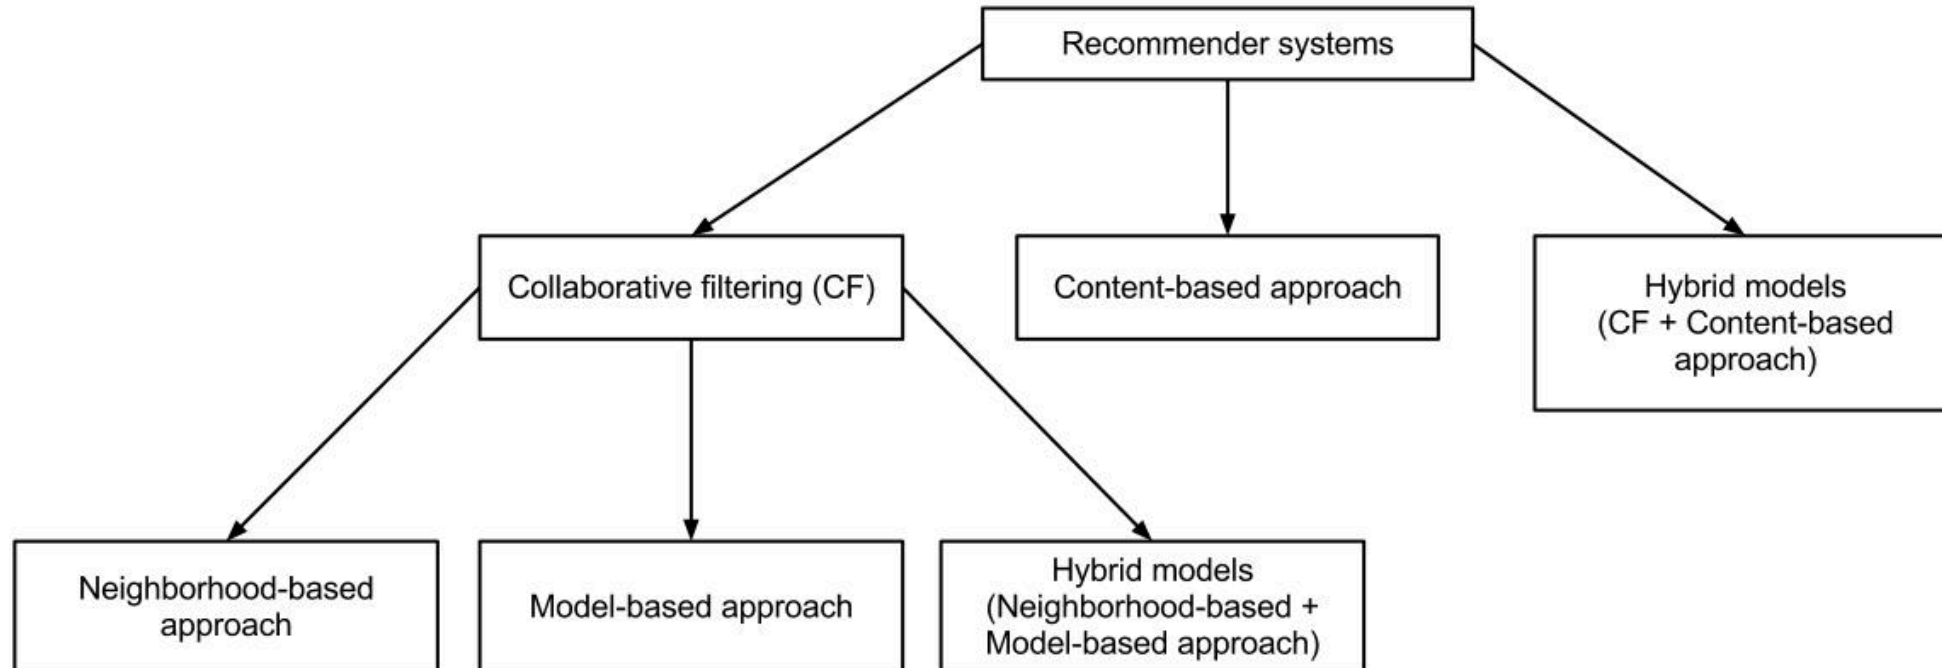 Recommender systems
Collaborative filtering (CF)
Content-based approach
Hybrid models
(CF + Content-based
approach)
Neighborhood-based
approach
Model-based approach
Hybrid models
(Neighborhood-based +
Model-based approach)